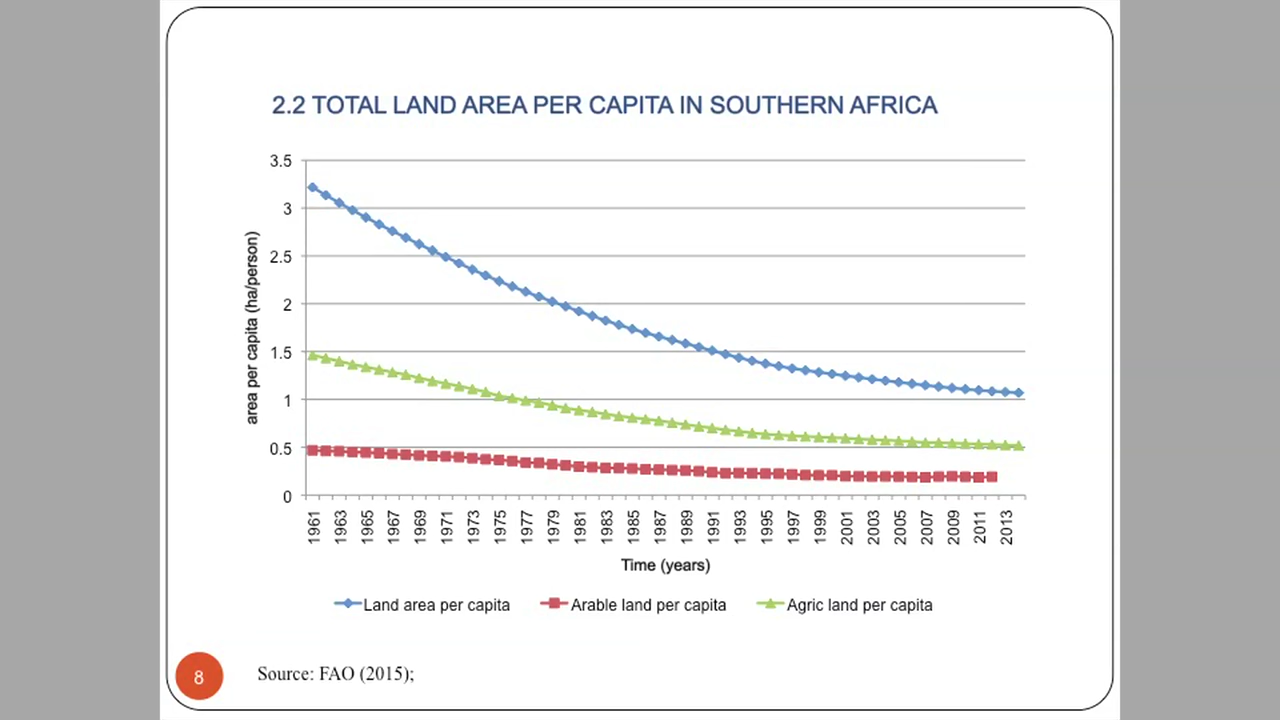 2.2 TOTAL LAND AREA PER CAPITA IN SOUTHERN AFRICA
3.5
3
2.5
2
1.5
1
0.5
0
area per capita (ha/person)
1961 1963 1965 1967 1969 1971 1973 1975 1977 1979 1981 1983 1985 1987 1989 1991 1993 1995 1997 1999 2001 2003 2005 2007 2009 2011 2013
Time (years)
Land area per capita Arable land per capita Agric land per capita
8 Source: FAO (2015);